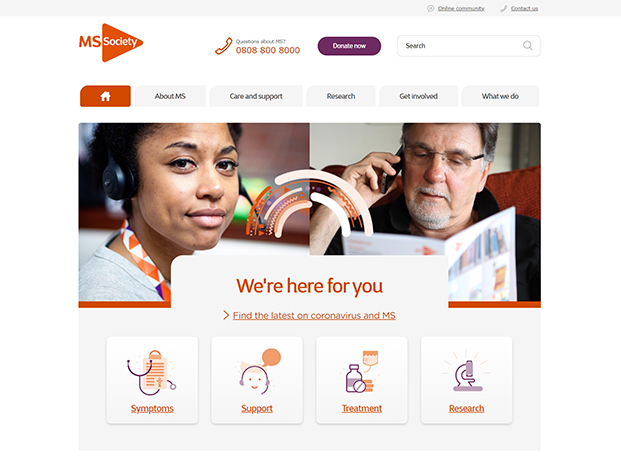 Online community
Contact us
MS Society
Questions about MS?
0808 800 8000
Donate now
Search
About MS
Care and support
Research
Get involved
What we do
We're here for you
Find the latest on coronavirus and MS
Symptoms
Support
Treatment
Research